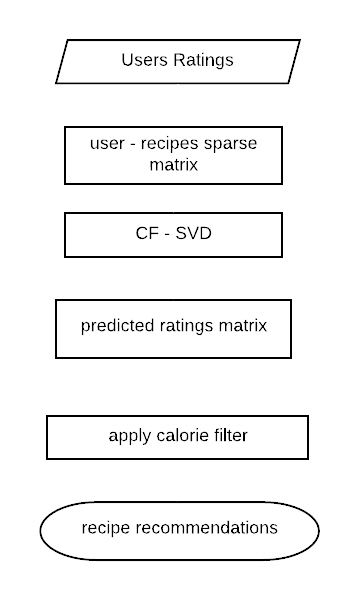 Users Ratings
user - recipes sparse
matrix
CF - SVD
predicted ratings matrix
apply calorie filter
recipe recommendations